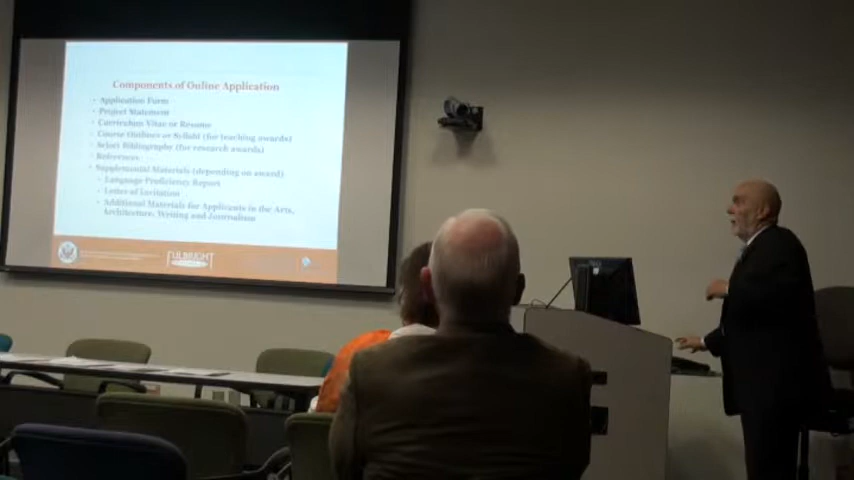 Components of Online Application
• Application Form
• Project Statement
• Curriculum Vitae or Resume
• Course Outlines or Syllabi (for teaching awards)
• Select Bibliography (for research awards)
• References
• Supplemental Materials (depending on award)
• Language Proficiency Report
• Letter of Invitation
• Additional Materials for Applicants in the Arts,
Architecture, Writing and Journalism
FULBRIGHT